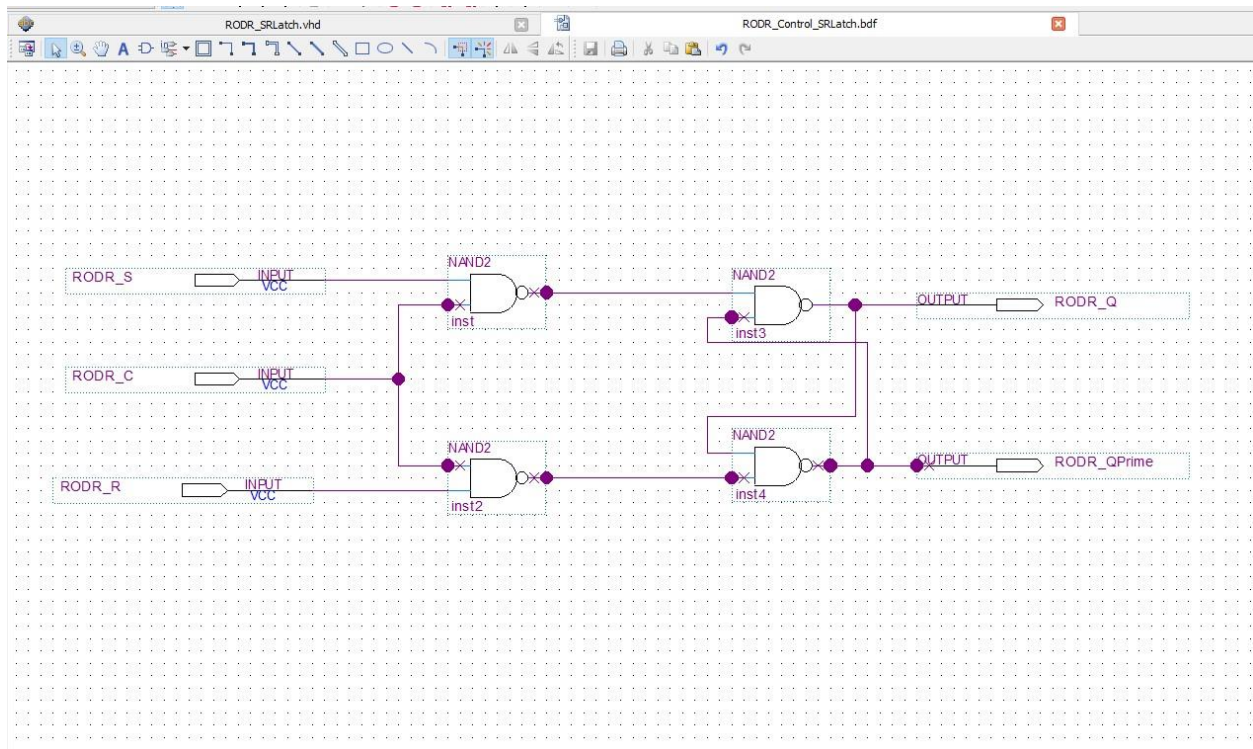 RODR_SRLatch.vhd
RODR_Control_SRLatch.bdf
A
NAND2
RODR_S
INPUT
VCC
inst
NAND2
OUTPUT
RODR_Q
inst3
RODR_C
INPUT
VCC
NAND2
NAND2
OUTPUT
RODR_QPrime
RODR_R
INPUT
VCC
inst2
inst4